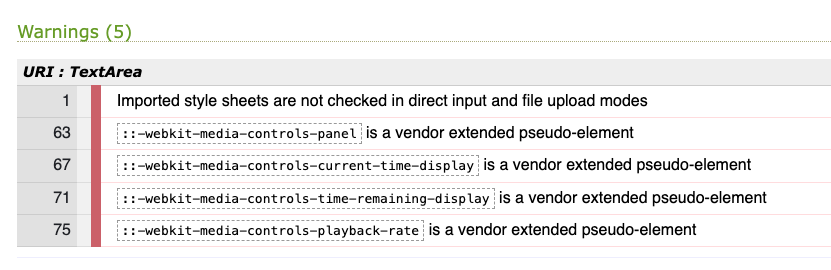 Warnings (5)
URI : TextArea
1 Imported style sheets are not checked in direct input and file upload modes
63 ::-webkit-media-controls-panel is a vendor extended pseudo-element
67 ::-webkit-media-controls-current-time-display is a vendor extended pseudo-element
71 ::-webkit-media-controls-time-remaining-display is a vendor extended pseudo-element
75 ::-webkit-media-controls-playback-rate is a vendor extended pseudo-element